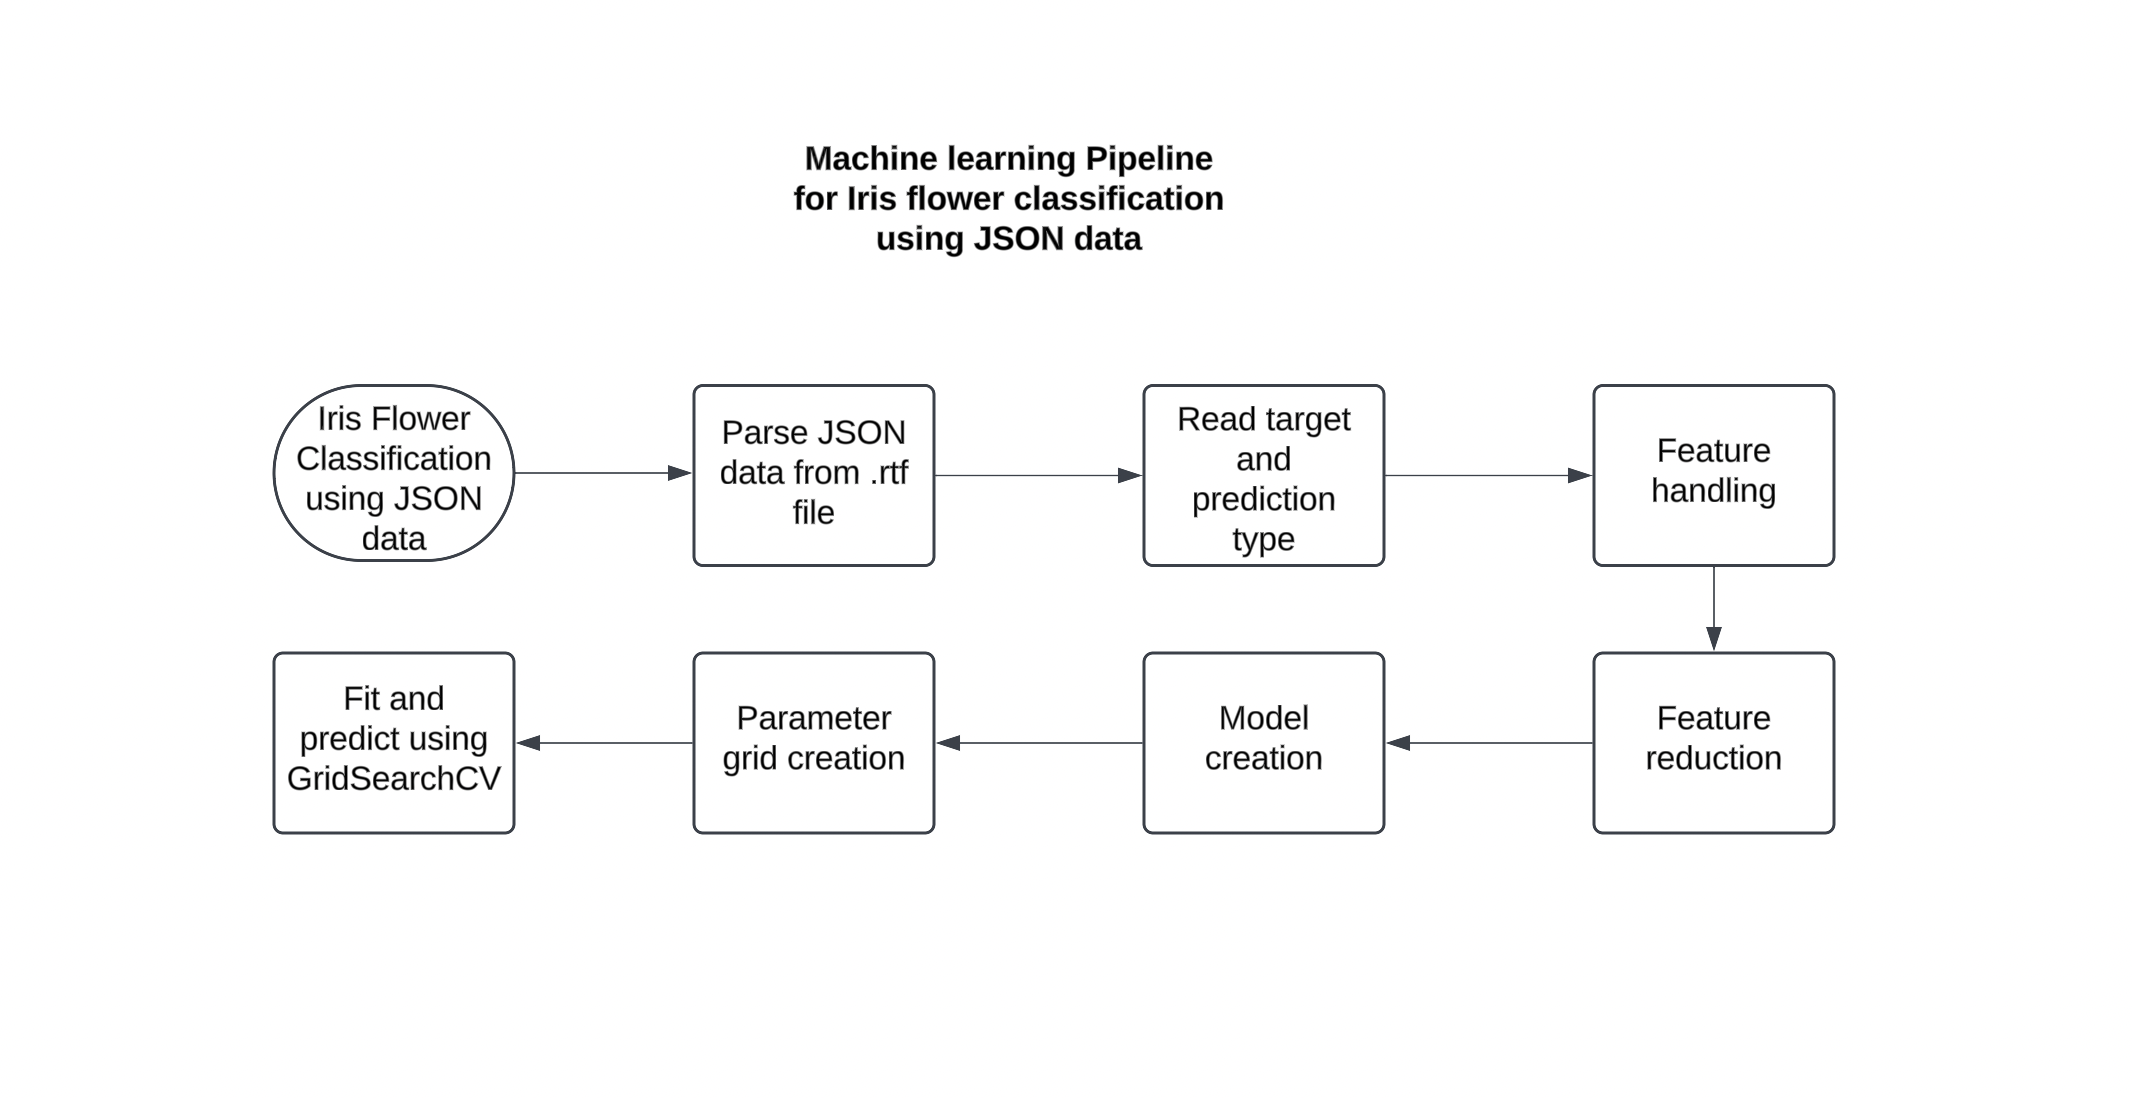 Machine learning Pipeline
for Iris flower classification
using JSON data
Iris Flower
Classification
using JSON
data
Parse JSON
data from .rtf
file
Read target
and
prediction
type
Feature
handling
Feature
reduction
Model
creation
Parameter
grid creation
Fit and
predict using
GridSearchCV